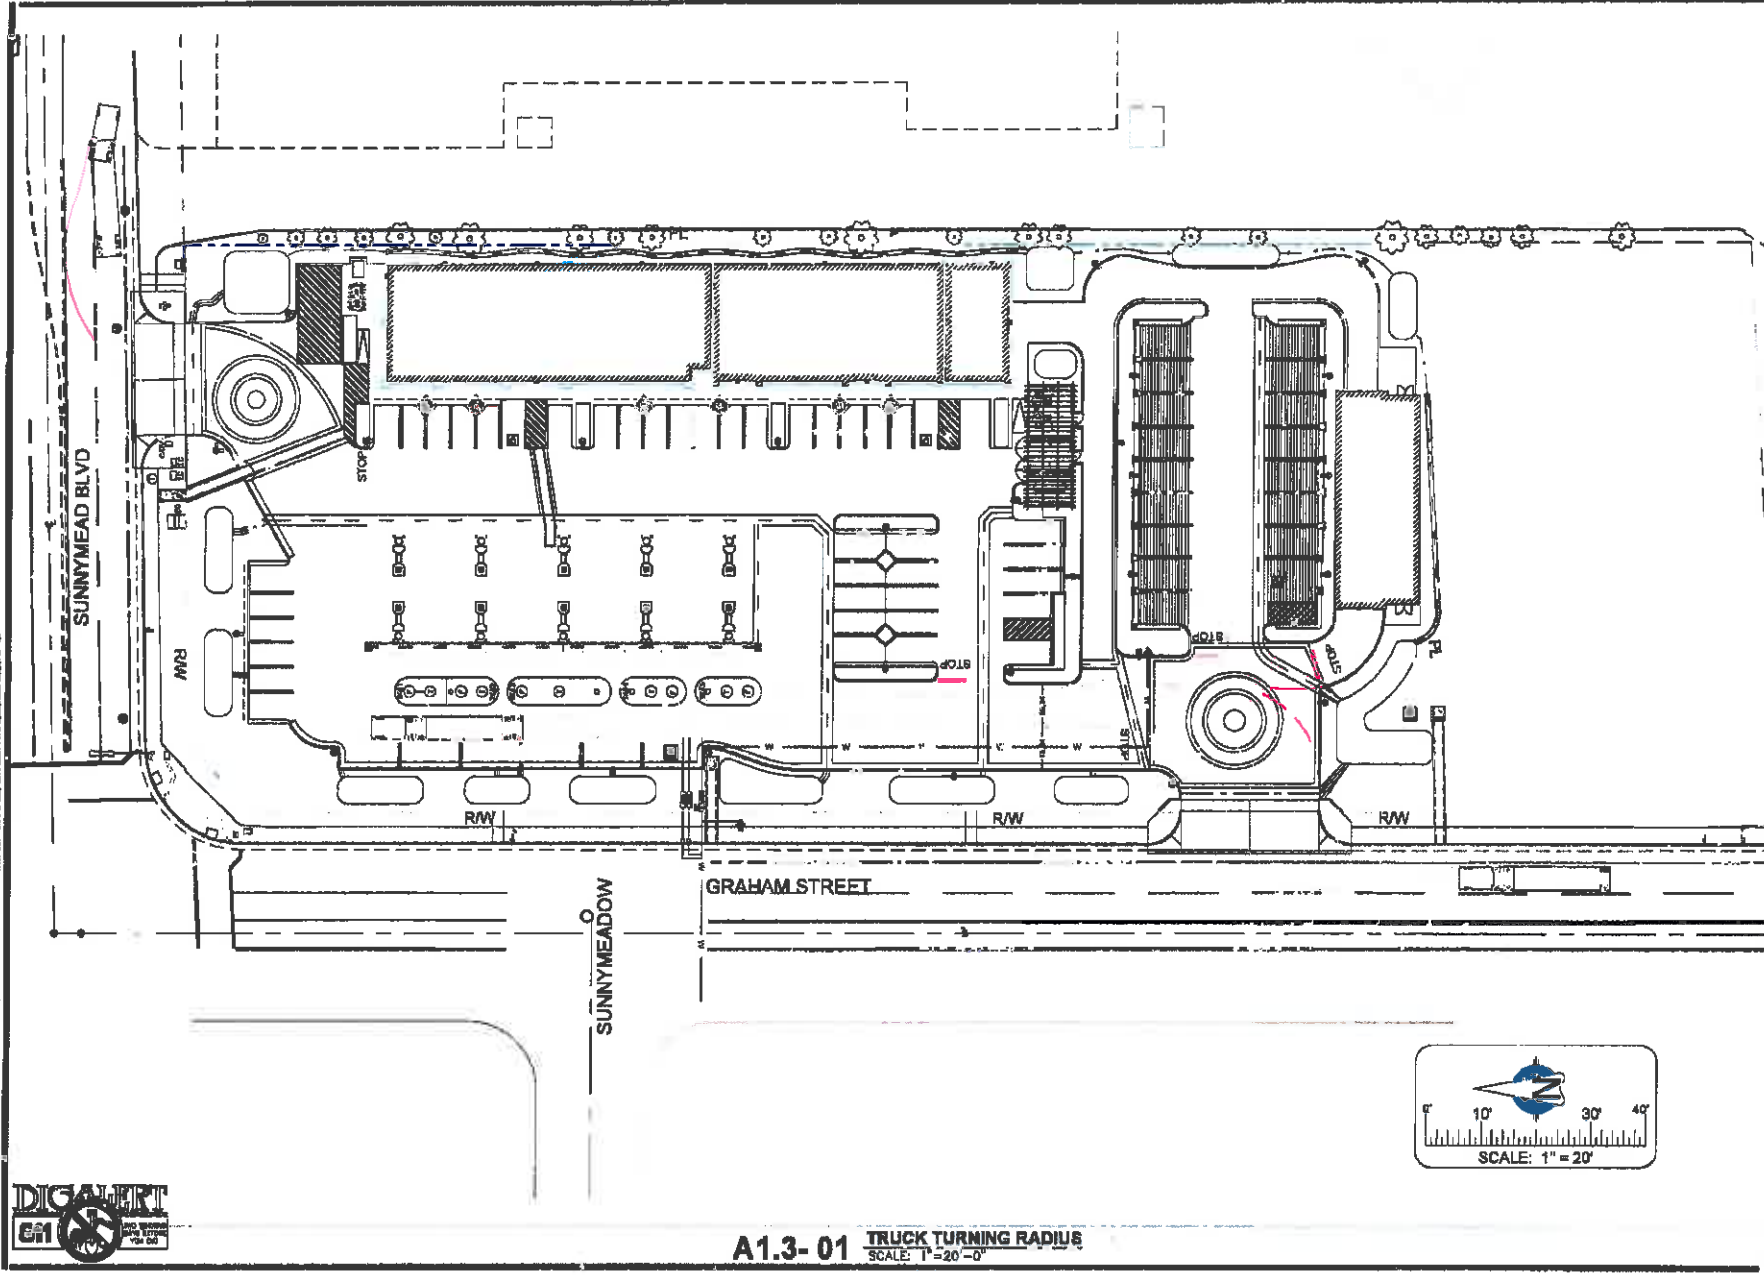 PL
STOP
SUNNYMEAD BLVD
STOP
STOP
STOP
R/W
PL
STOP
W W W W
R/W
R/W
R/W
GRAHAM STREET
SUNNYMEADOW
N
0' 10' 30' 40'
SCALE: 1" = 20'
DIGALERT
A1.3- 01 TRUCK TURNING RADIUS
SCALE: 1"=20'-0"